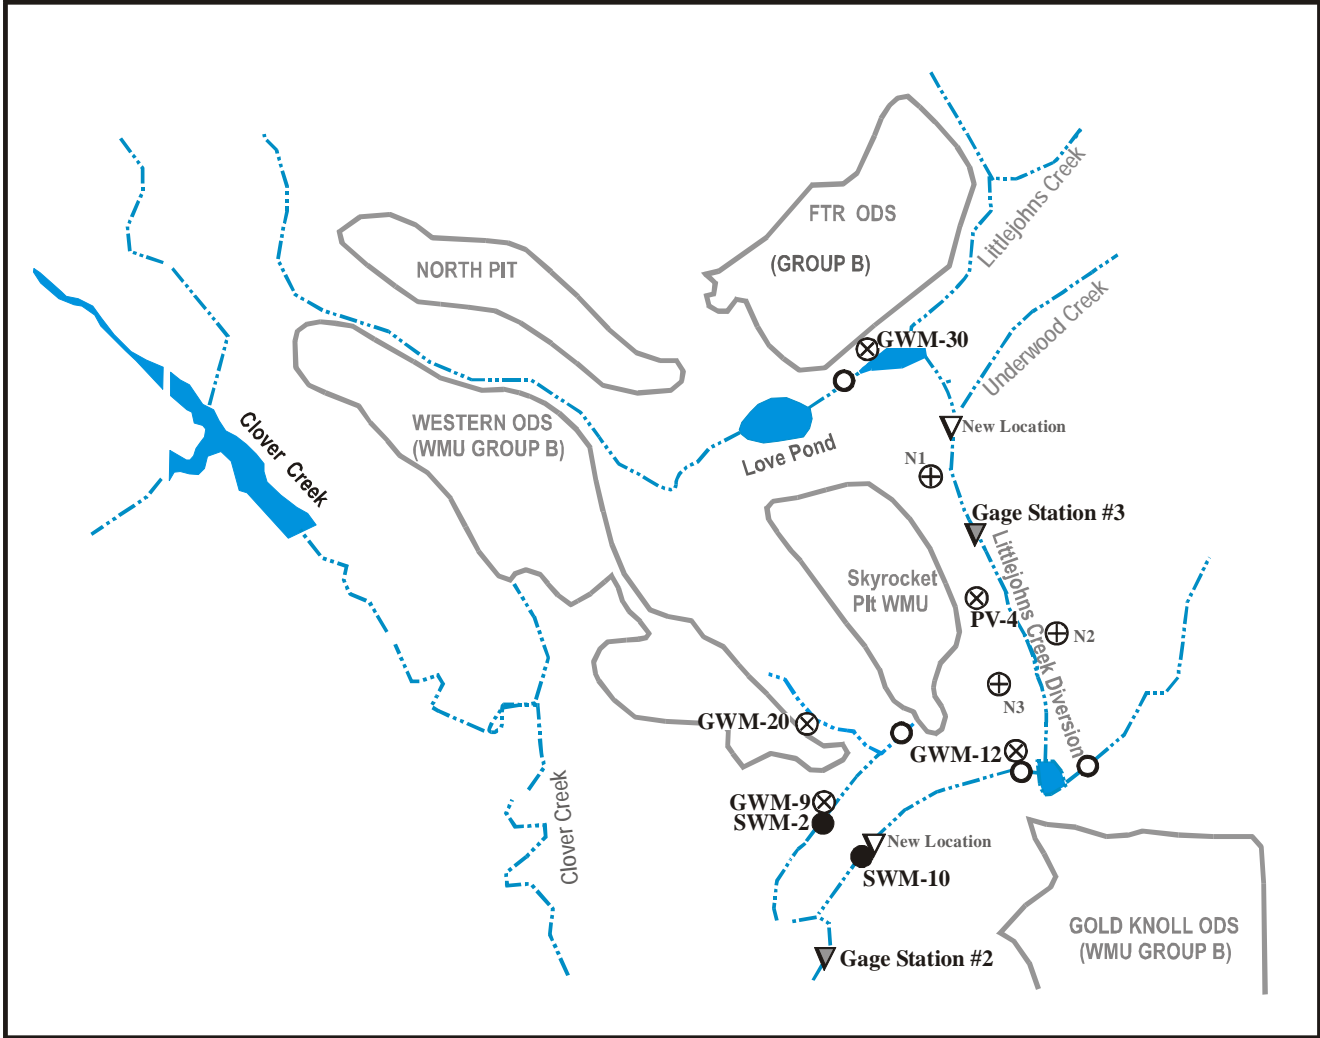 FTR ODS
(GROUP B)
Littlejohns Creek
NORTH PIT
Underwood Creek
GWM-30
WESTERN ODS
(WMU GROUP B)
Clover Creek
New Location
Love Pond
N1
Gage Station #3
Littlejohns Creek Diversion
Skyrocket
PIt WMU
PV-4
N2
N3
GWM-20
GWM-12
GWM-9
SWM-2
Clover Creek
New Location
SWM-10
GOLD KNOLL ODS
(WMU GROUP B)
Gage Station #2